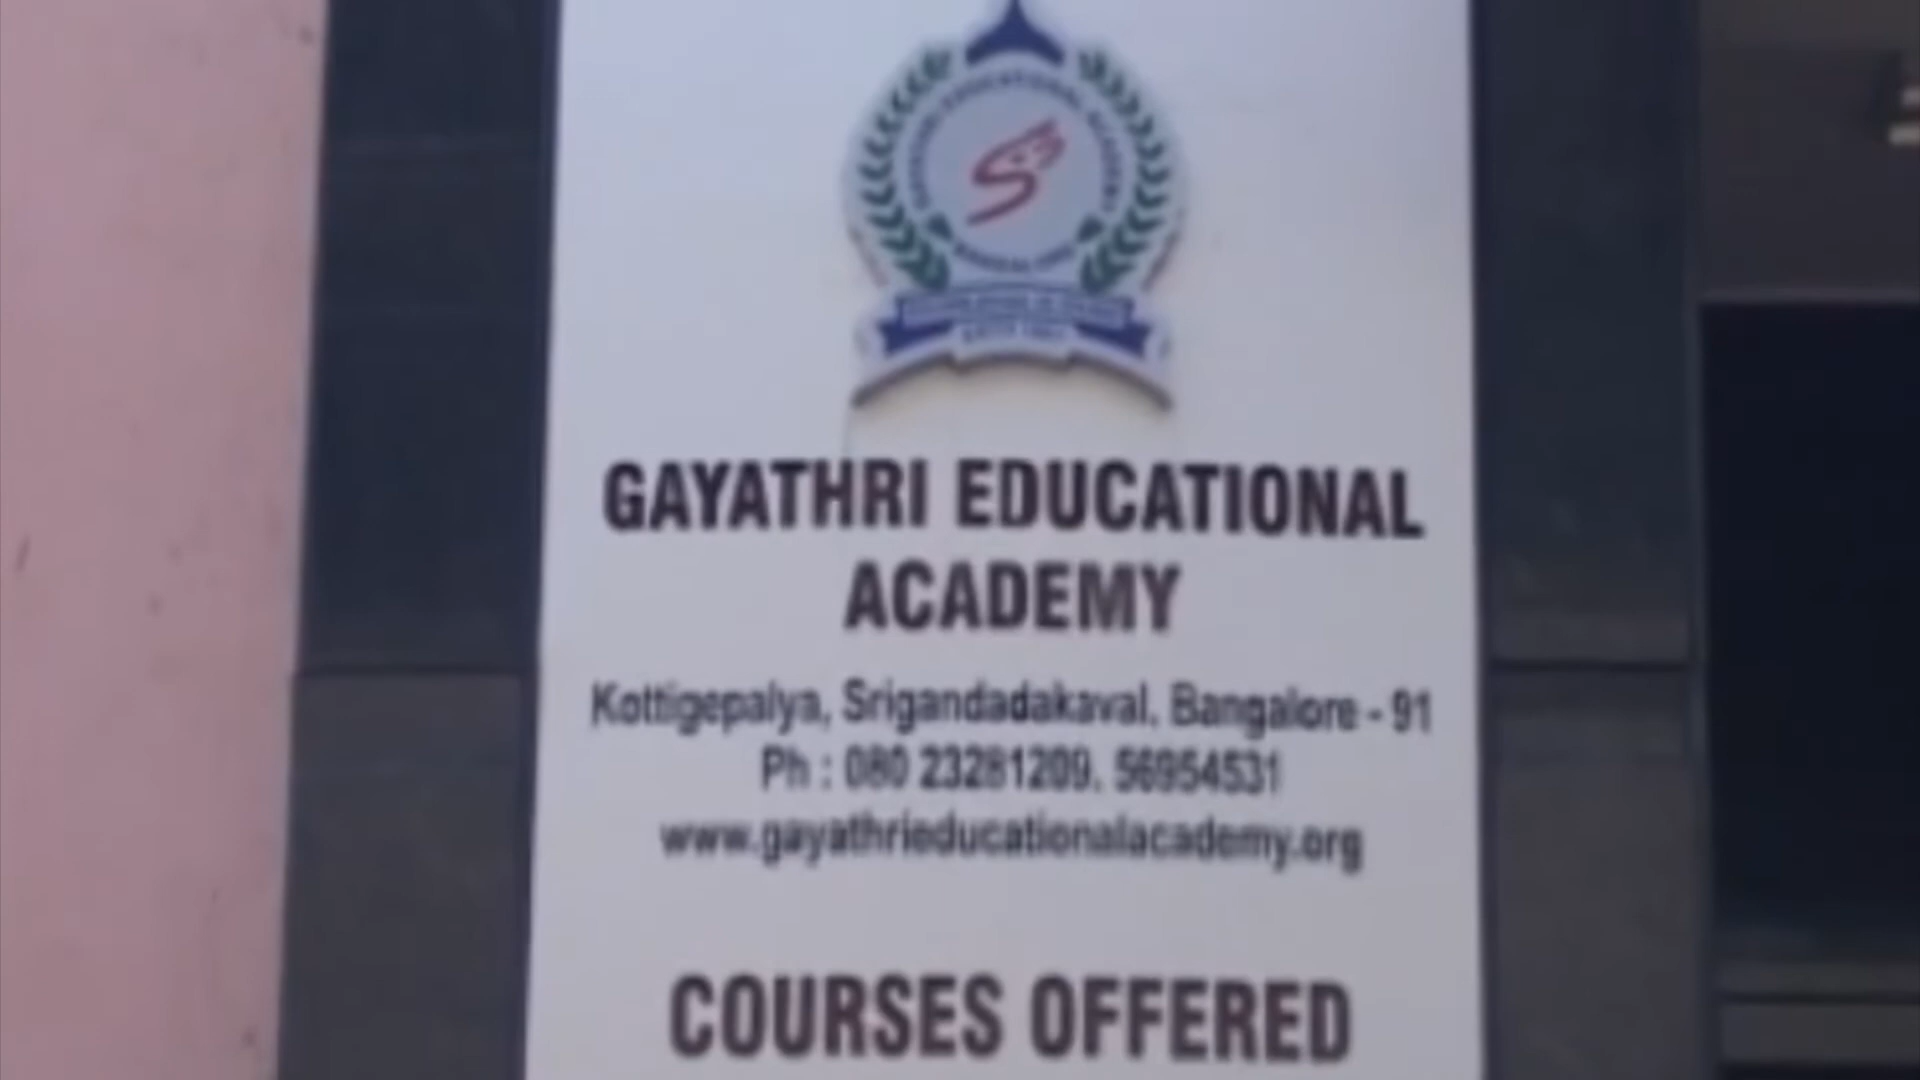 GAYATHRI EDUCATIONAL
ACADEMY
Kottigepalya, Srigandadakaval, Bangalore - 91
Ph : 080 23281209, 56954531
www.gayathrieducationalacademy.org
COURSES OFFERED